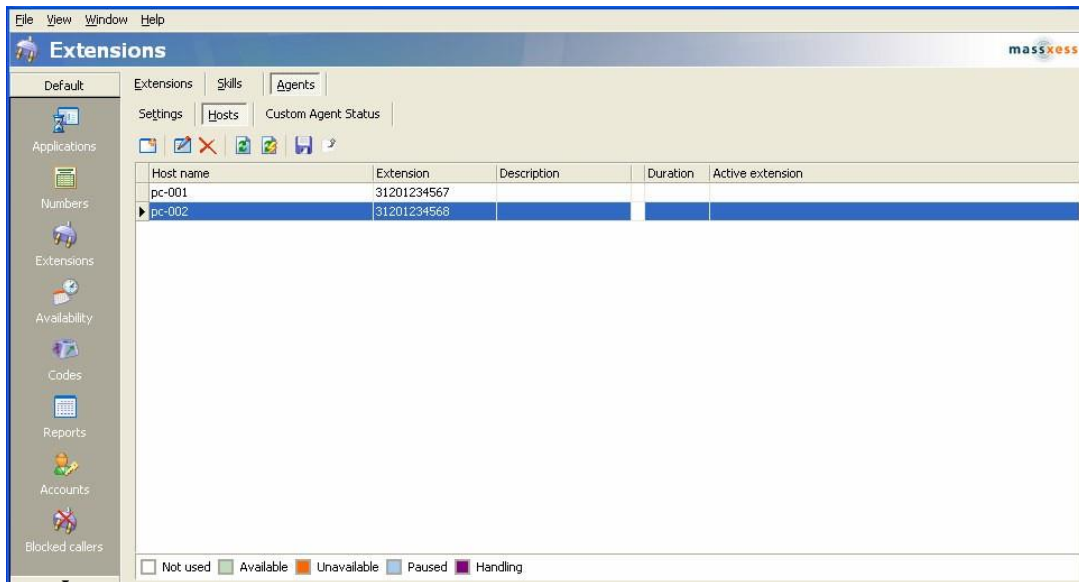 File View Window Help
Extensions
massxess
Default
Extensions Skills Agents
Settings Hosts Custom Agent Status
Applications
Numbers
Extensions
Availability
Codes
Reports
Accounts
Blocked callers
Host name Extension Description Duration Active extension
pc-001 31201234567
pc-002 31201234568
Not used Available Unavailable Paused Handling